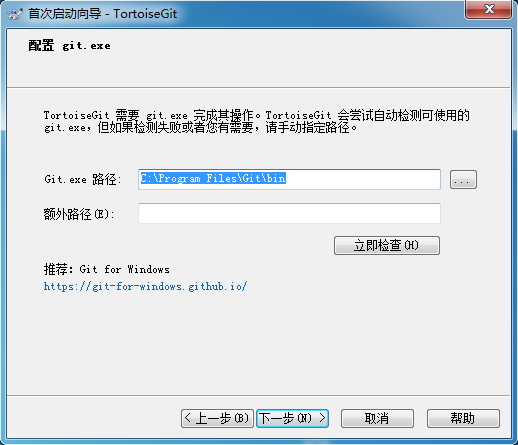 首次启动向导 - TortoiseGit
配置 git.exe
TortoiseGit 需要 git.exe 完成其操作。TortoiseGit 会尝试自动检测可使用的
git.exe，但如果检测失败或者您有需要，请手动指定路径。
Git.exe 路径：
C:\Program Files\Git\bin
...
额外路径(E)：
立即检查(H)
推荐：Git for Windows
https://git-for-windows.github.io/
< 上一步(B)
下一步(N) >
取消
帮助